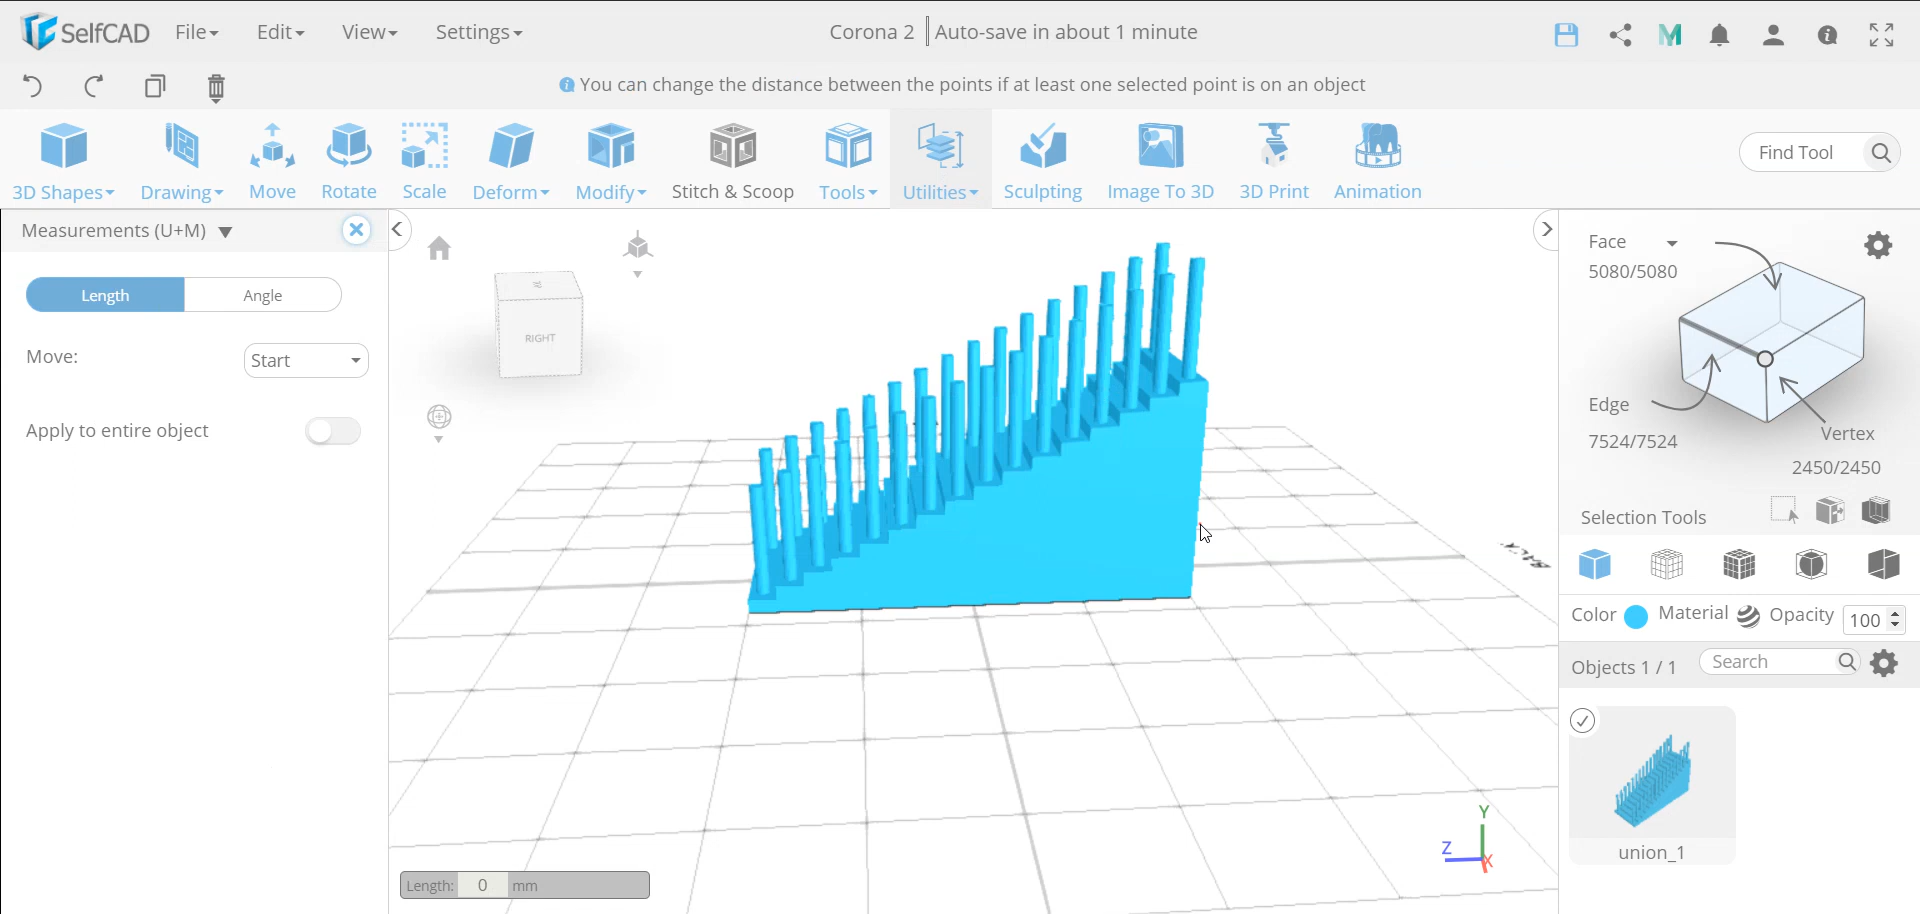 SelfCAD File Edit View Settings Corona 2 Auto-save in about 1 minute
You can change the distance between the points if at least one selected point is on an object
3D Shapes Drawing Move Rotate Scale Deform Modify Stitch & Scoop Tools Utilities Sculpting Image To 3D 3D Print Animation Find Tool
Measurements (U+M)
Length Angle
Move: Start
Apply to entire object
RIGHT
BACK
Length: 0 mm
Y
Z
X
Face
5080/5080
Edge
7524/7524
Vertex
2450/2450
Selection Tools
Color Material Opacity 100
Objects 1 / 1 Search
union_1